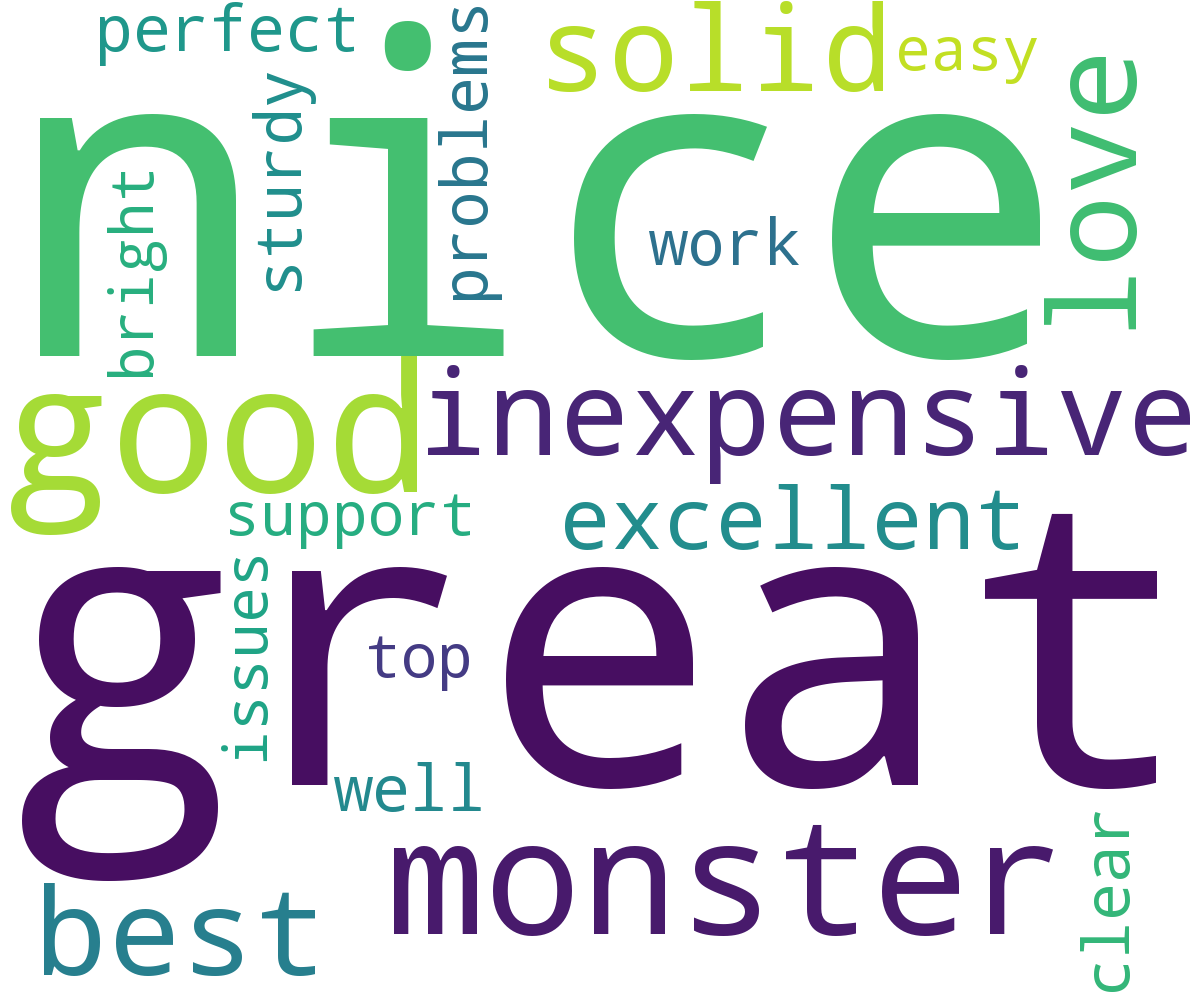 perfect
solid
easy
nice
sturdy
problems
love
bright
work
good
inexpensive
support
excellent
great
issues
top
well
monster
clear
best